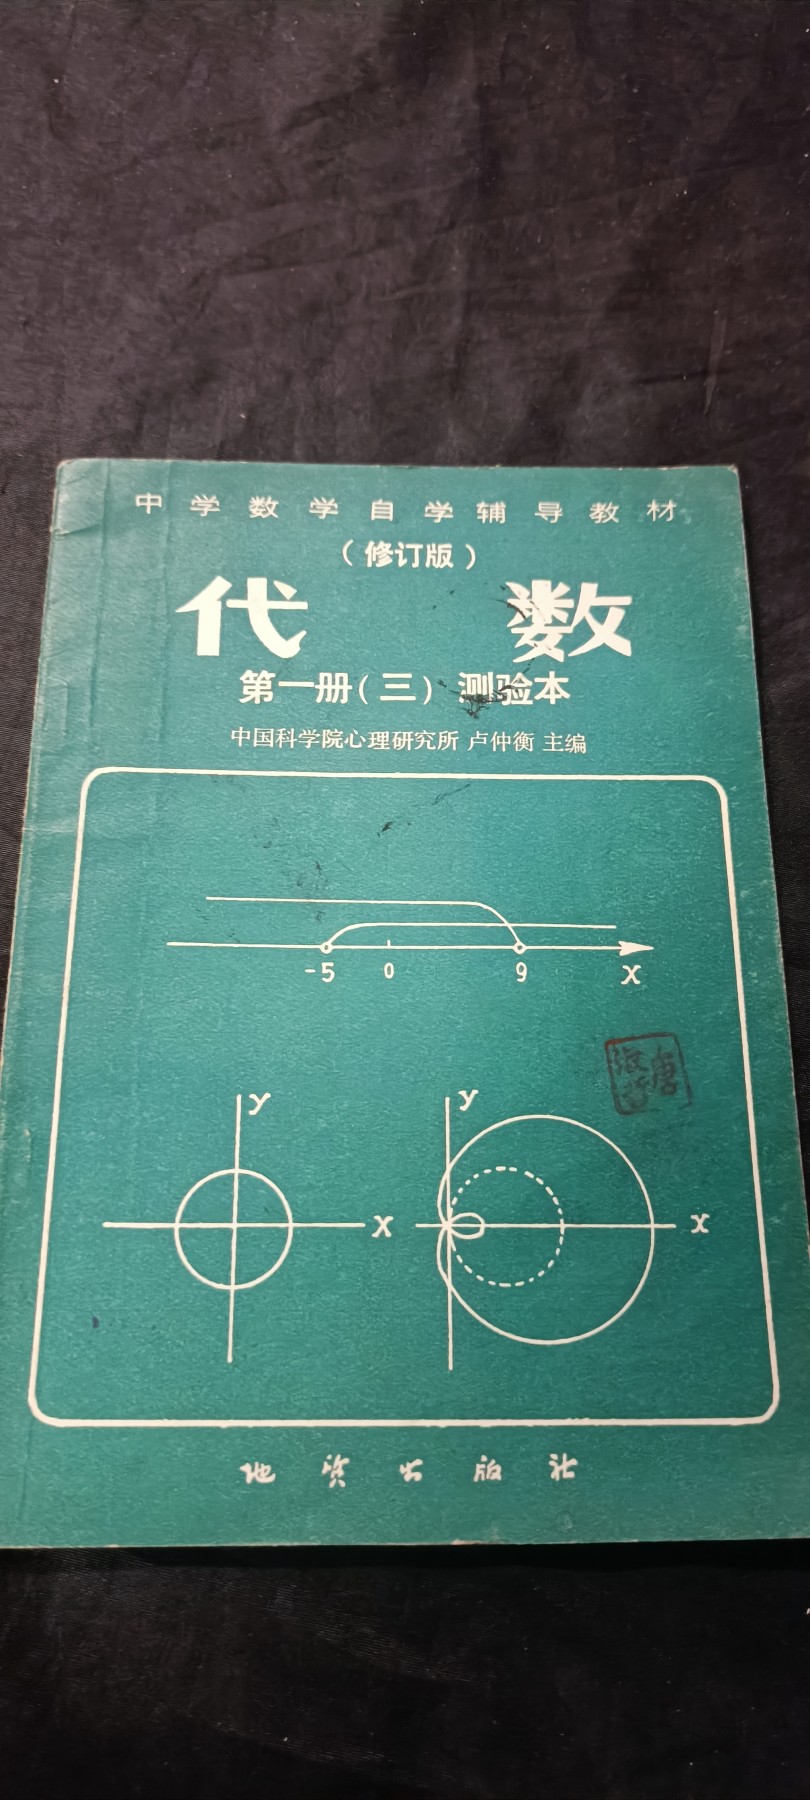 中学数学自学辅导教材
（修订版）
代数
第一册（三）测验本
中国科学院心理研究所 卢仲衡 主编
-5 0 9 X
y y
X X
地质出版社